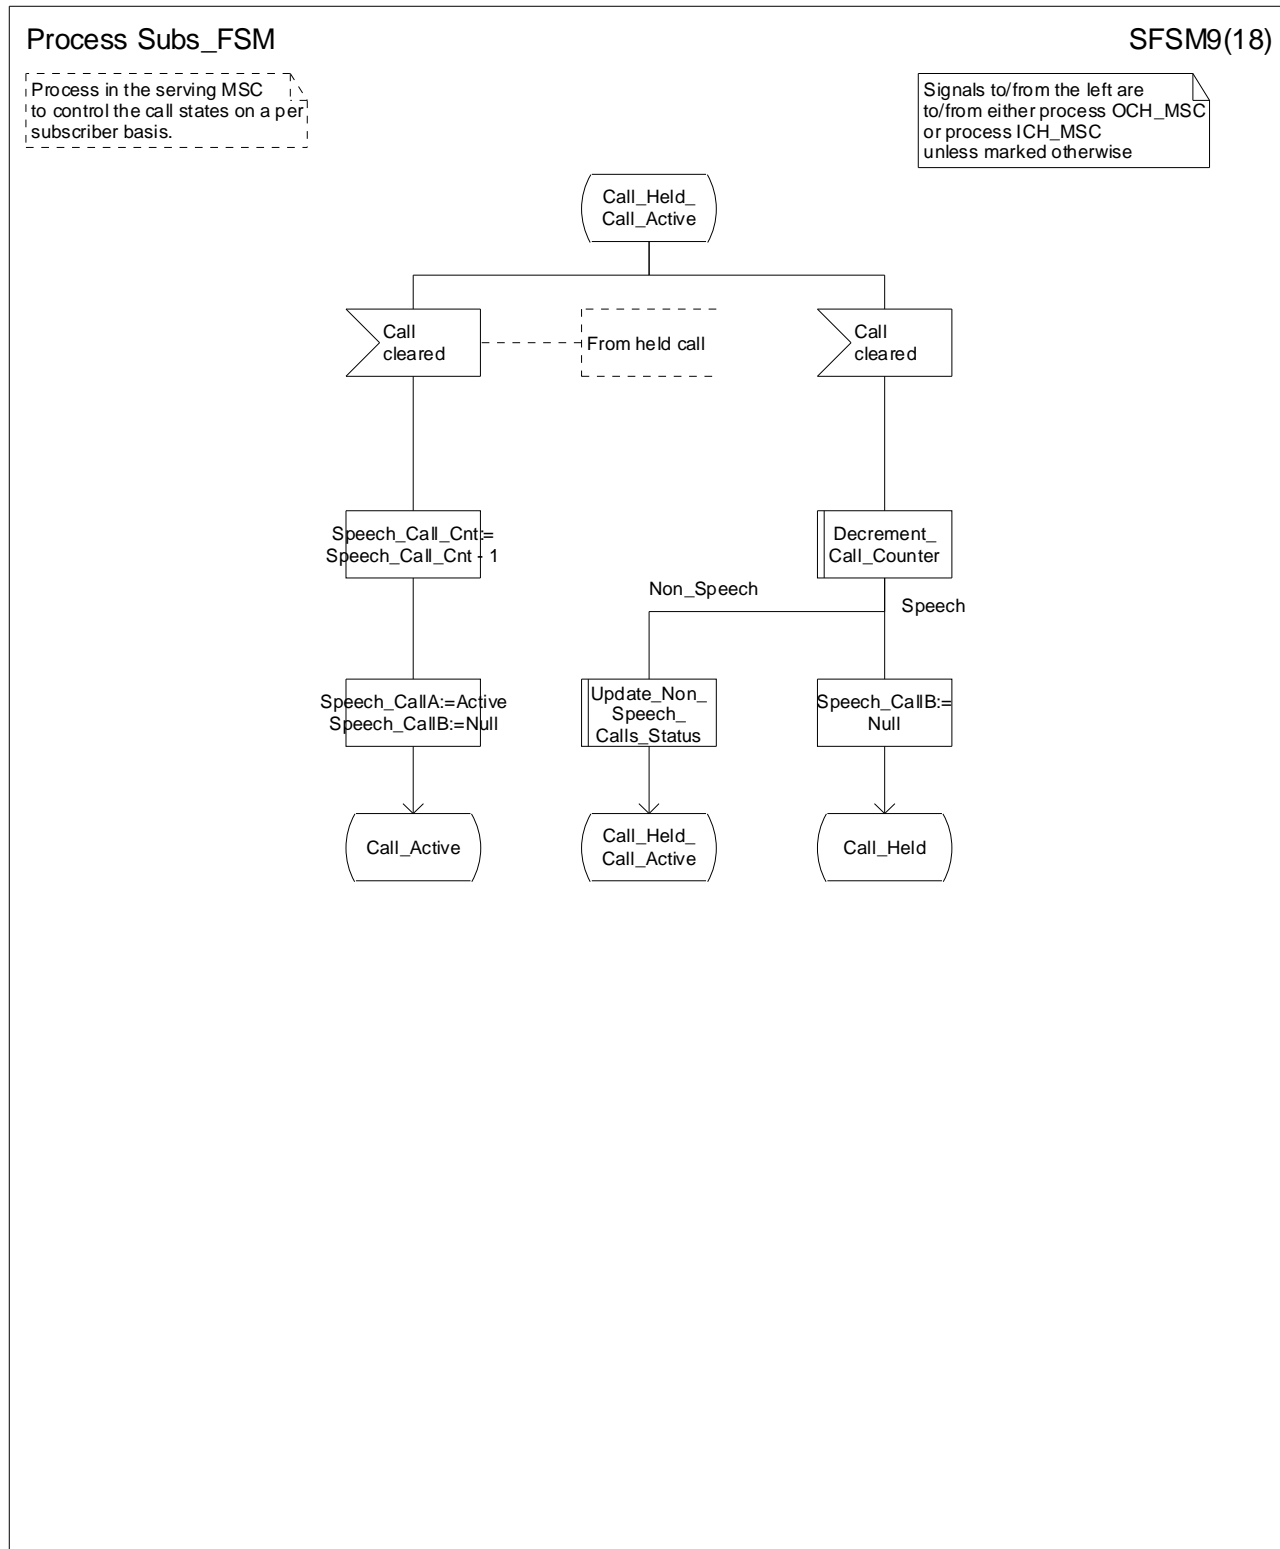 Process Subs_FSM
SFSM9(18)
Process in the serving MSC
to control the call states on a per
subscriber basis.
Signals to/from the left are
to/from either process OCH_MSC
or process ICH_MSC
unless marked otherwise
Call_Held_
Call_Active
Call
cleared
From held call
Call
cleared
Speech_Call_Cnt:=
Speech_Call_Cnt - 1
Decrement_
Call_Counter
Non_Speech
Speech
Speech_CallA:=Active
Speech_CallB:=Null
Update_Non_
Speech_
Calls_Status
Speech_CallB:=
Null
Call_Active
Call_Held_
Call_Active
Call_Held